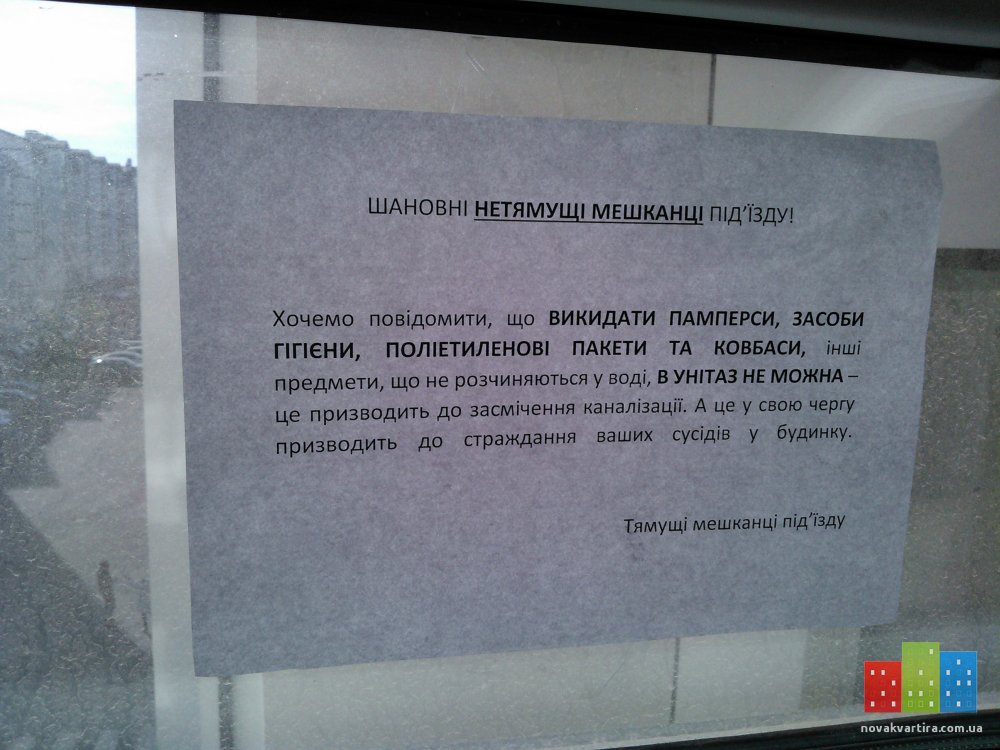 ШАНОВНІ НЕТЯМУЩІ МЕШКАНЦІ ПІД'ЇЗДУ!
Хочемо повідомити, що ВИКИДАТИ ПАМПЕРСИ, ЗАСОБИ
ГІГІЄНИ, ПОЛІЕТИЛЕНОВІ ПАКЕТИ ТА КОВБАСИ, інші
предмети, що не розчиняються у воді, В УНІТАЗ НЕ МОЖНА –
це призводить до засмічення каналізації. А це у свою чергу
призводить до страждання ваших сусідів у будинку.
Тямущі мешканці під'їзду
novakvartira.com.ua